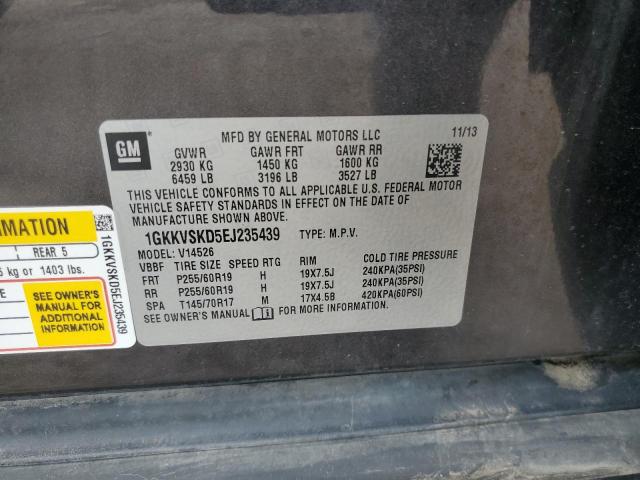 GM
MFD BY GENERAL MOTORS LLC 11/13
GVWR GAWR FRT GAWR RR
2930 KG 1450 KG 1600 KG
6459 LB 3196 LB 3527 LB
THIS VEHICLE CONFORMS TO ALL APPLICABLE U.S. FEDERAL MOTOR
VEHICLE SAFETY STANDARDS IN EFFECT ON THE DATE OF
MANUFACTURE SHOWN ABOVE.
1GKKVSKD5EJ235439 TYPE: M.P.V.
MODEL: V14526
VBBF TIRE SIZE SPEED RTG RIM COLD TIRE PRESSURE
FRT P255/60R19 H 19X7.5J 240KPA(35PSI)
RR P255/60R19 H 19X7.5J 240KPA(35PSI)
SPA T145/70R17 M 17X4.5B 420KPA(60PSI)
SEE OWNER'S MANUAL FOR MORE INFORMATION.
REAR 5
kg or 1403 lbs.
SEE OWNER'S
MANUAL FOR
ADDITIONAL
INFORMATION
1GKKVSKD5EJ235439